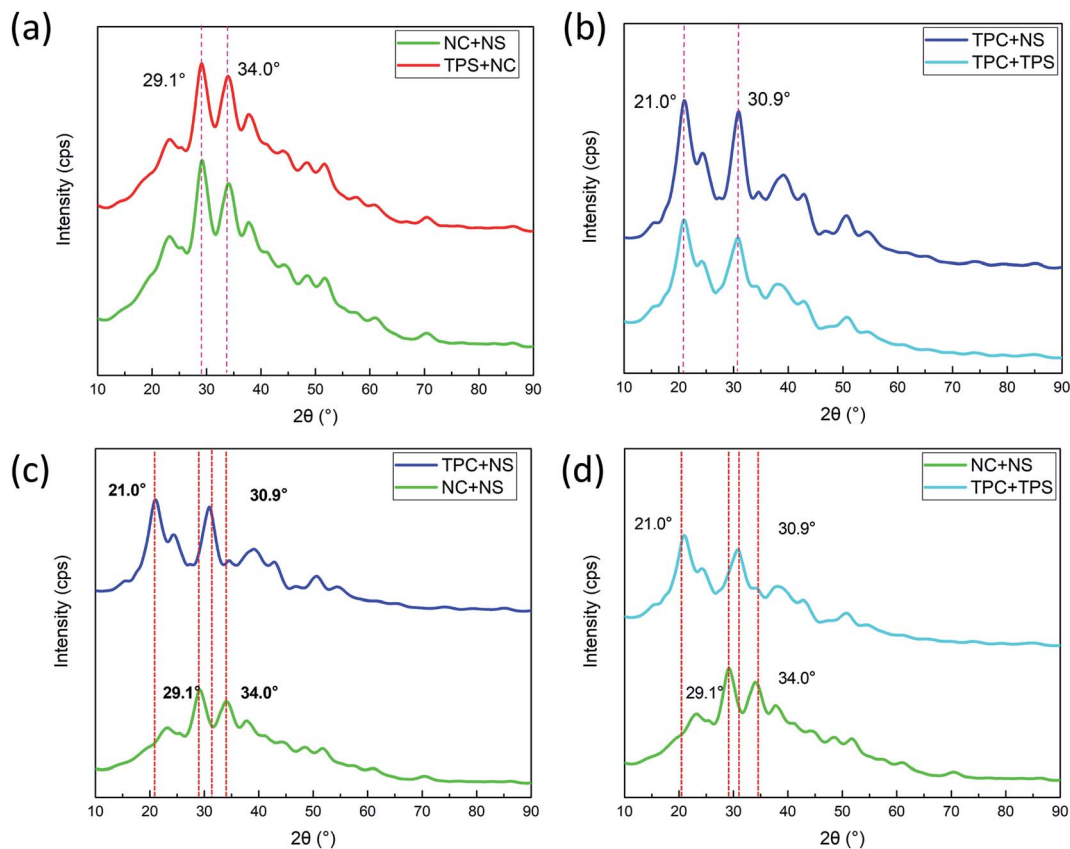 (a)
NC+NS
TPS+NC
29.1°
34.0°
Intensity (cps)
10 20 30 40 50 60 70 80 90
2θ (°)
(b)
TPC+NS
TPC+TPS
21.0°
30.9°
Intensity (cps)
10 20 30 40 50 60 70 80 90
2θ (°)
(c)
TPC+NS
NC+NS
21.0°
30.9°
29.1°
34.0°
Intensity (cps)
10 20 30 40 50 60 70 80 90
2θ (°)
(d)
NC+NS
TPC+TPS
21.0°
30.9°
29.1°
34.0°
Intensity (cps)
10 20 30 40 50 60 70 80 90
2θ (°)